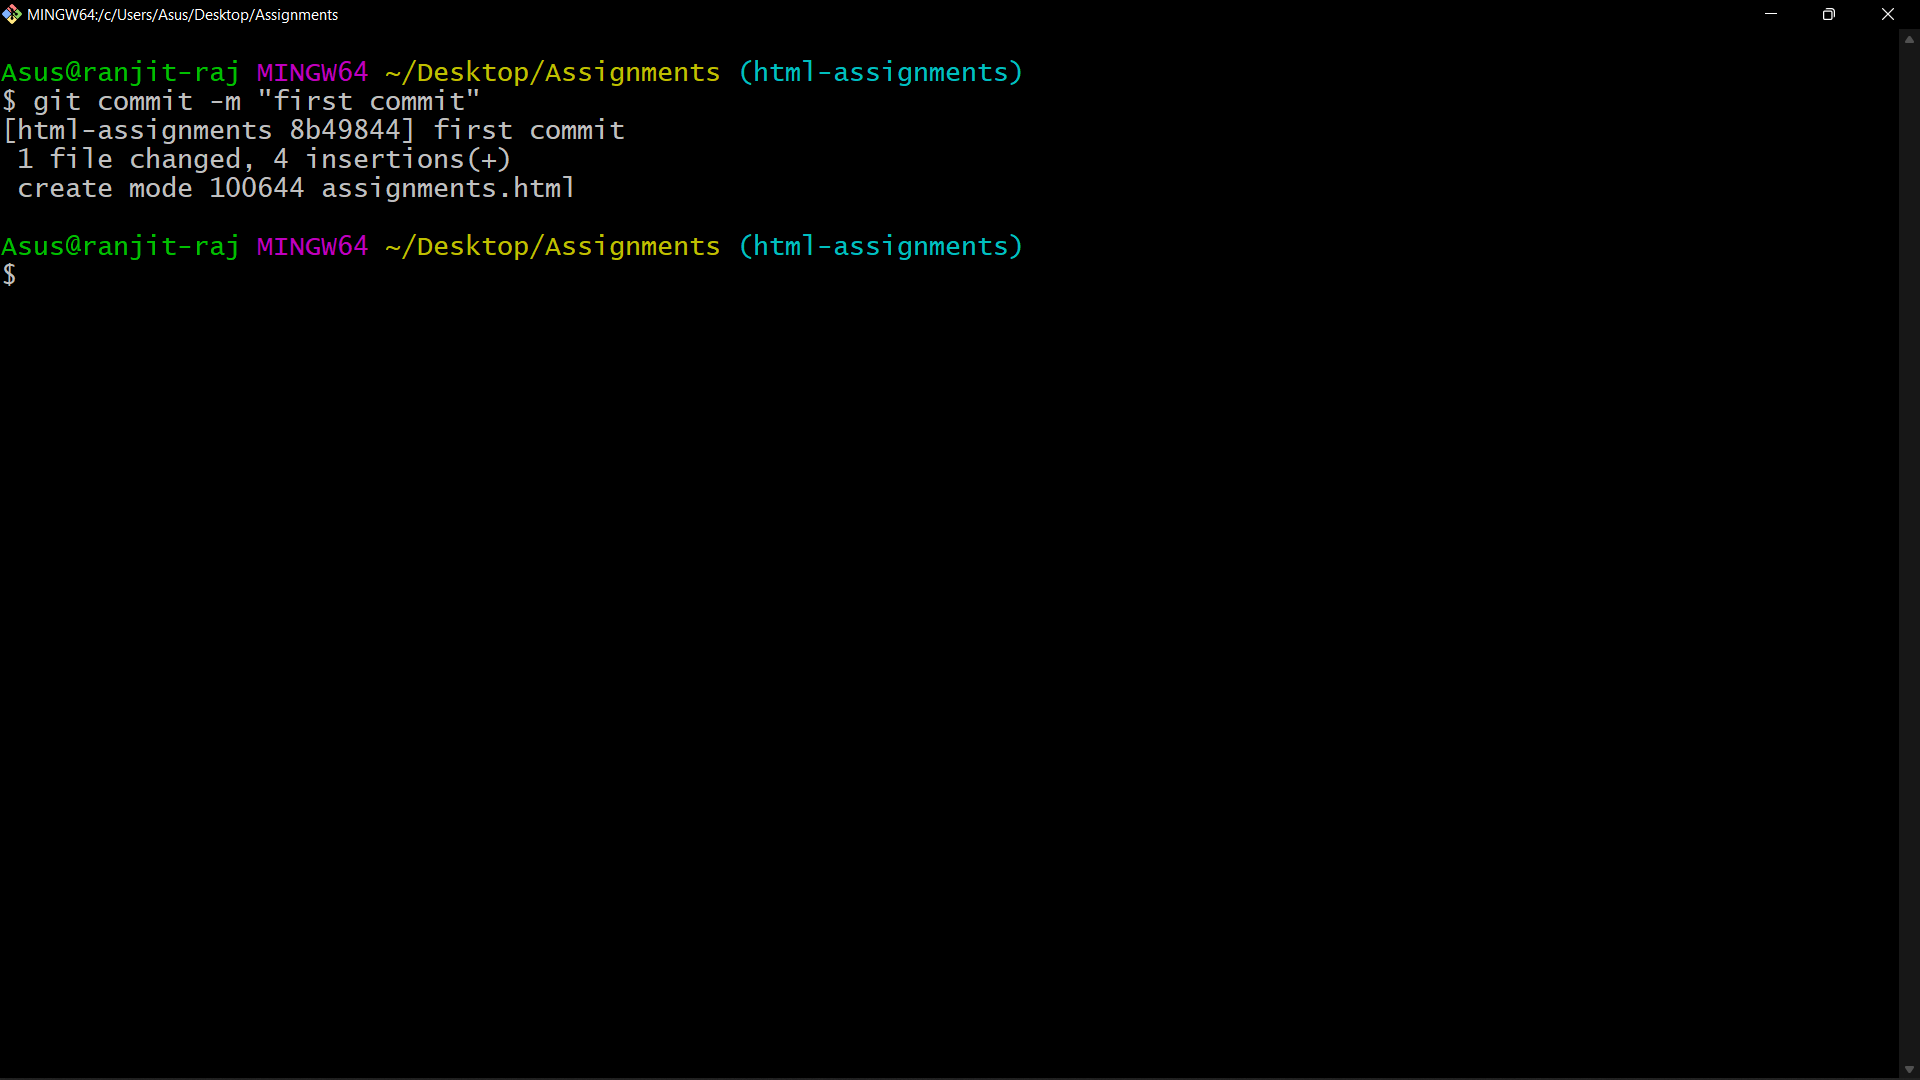 MINGW64:/c/Users/Asus/Desktop/Assignments
Asus@ranjit-raj MINGW64 ~/Desktop/Assignments (html-assignments)
$ git commit -m "first commit"
[html-assignments 8b49844] first commit
 1 file changed, 4 insertions(+)
 create mode 100644 assignments.html
Asus@ranjit-raj MINGW64 ~/Desktop/Assignments (html-assignments)
$